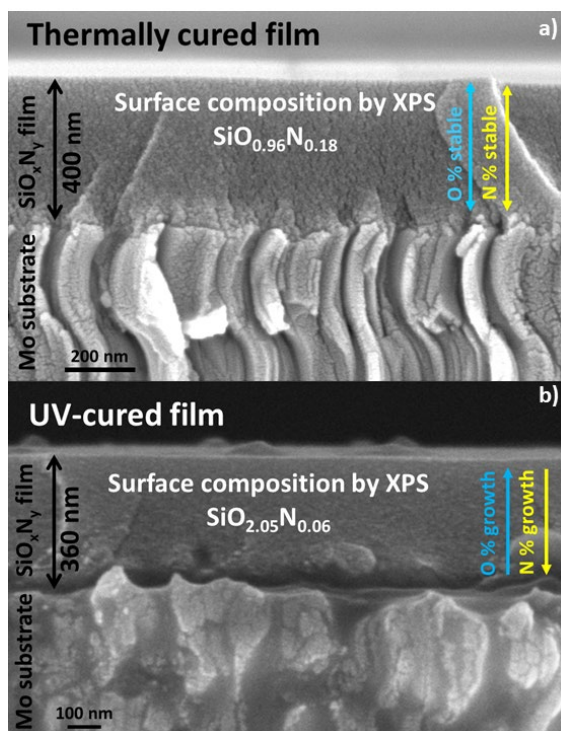 Thermally cured film
a)
Surface composition by XPS
SiO₀.₉₆N₀.₁₈
SiOₓNᵧ film
400 nm
O % stable
N % stable
Mo substrate
200 nm
UV-cured film
b)
Surface composition by XPS
SiO₂.₀₅N₀.₀₆
SiOₓNᵧ film
360 nm
O % growth
N % growth
Mo substrate
100 nm